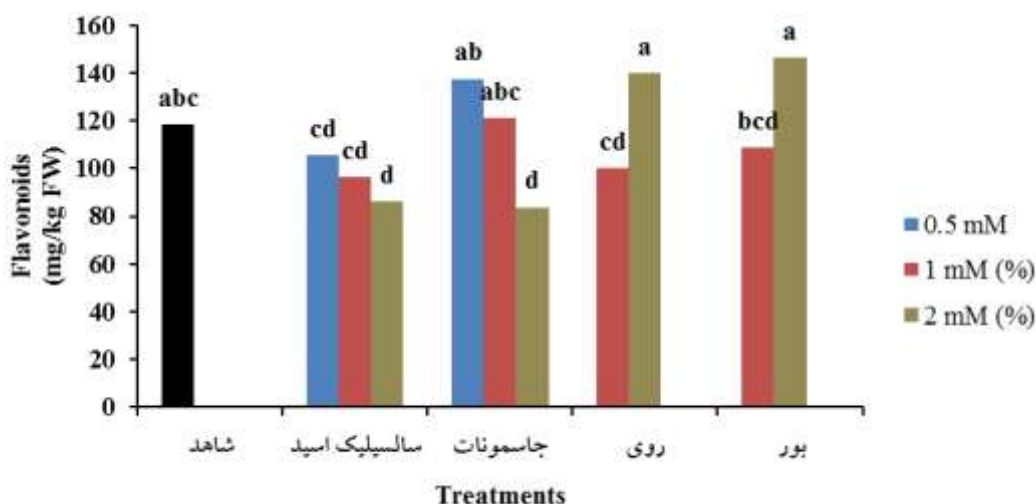 160
140
120
100
80
60
40
20
0
Flavonoids
(mg/kg FW)
abc
cd
cd
d
ab
abc
d
cd
a
bcd
a
0.5 mM
1 mM (%)
2 mM (%)
شاهد
سالسیلیک اسید
جاسمونات
روی
بور
Treatments